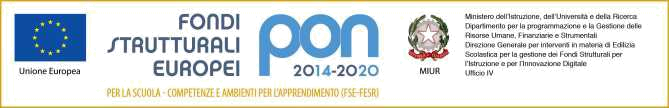 Unione Europea
FONDI
STRUTTURALI
EUROPEI
pon
2014-2020
PER LA SCUOLA - COMPETENZE E AMBIENTI PER L'APPRENDIMENTO (FSE-FESR)
MIUR
Ministero dell'Istruzione, dell'Università e della Ricerca
Dipartimento per la programmazione e la Gestione delle
Risorse Umane, Finanziarie e Strumentali
Direzione Generale per interventi in materia di Edilizia
Scolastica per la gestione dei Fondi Strutturali per
l'Istruzione e per l'Innovazione Digitale
Ufficio IV